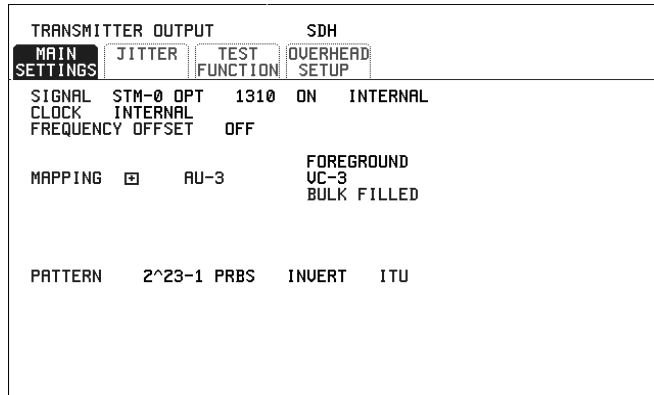 TRANSMITTER OUTPUT SDH
MAIN SETTINGS JITTER TEST FUNCTION OVERHEAD SETUP
SIGNAL STM-0 OPT 1310 ON INTERNAL
CLOCK INTERNAL
FREQUENCY OFFSET OFF
FOREGROUND
MAPPING + AU-3 VC-3
BULK FILLED
PATTERN 2^23-1 PRBS INVERT ITU